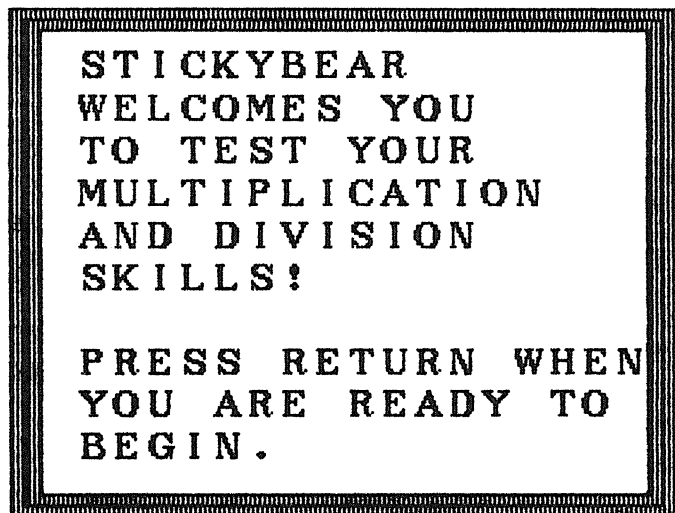 STICKYBEAR
WELCOMES YOU
TO TEST YOUR
MULTIPLICATION
AND DIVISION
SKILLS!
PRESS RETURN WHEN
YOU ARE READY TO
BEGIN.